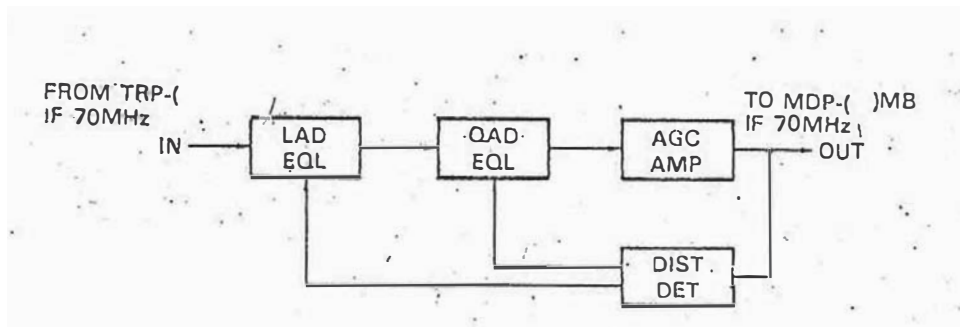 FROM TRP-(
IF 70MHz
IN
LAD
EQL
QAD
EQL
AGC
AMP
TO MDP-( )MB
IF 70MHz
OUT
DIST
DET